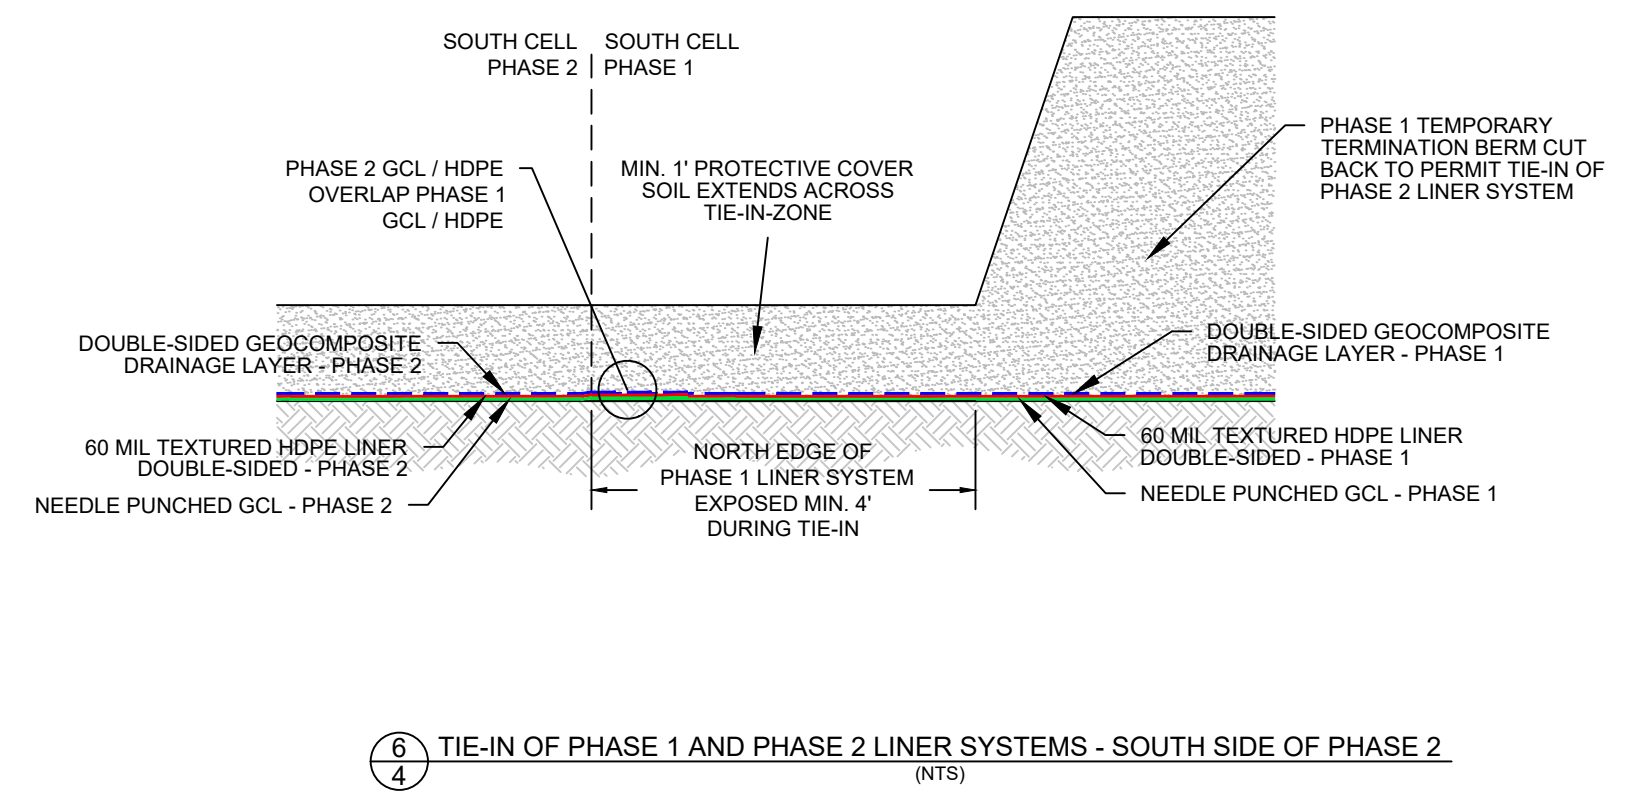 SOUTH CELL
PHASE 2
SOUTH CELL
PHASE 1
PHASE 2 GCL / HDPE
OVERLAP PHASE 1
GCL / HDPE
MIN. 1' PROTECTIVE COVER
SOIL EXTENDS ACROSS
TIE-IN-ZONE
PHASE 1 TEMPORARY
TERMINATION BERM CUT
BACK TO PERMIT TIE-IN OF
PHASE 2 LINER SYSTEM
DOUBLE-SIDED GEOCOMPOSITE
DRAINAGE LAYER - PHASE 2
DOUBLE-SIDED GEOCOMPOSITE
DRAINAGE LAYER - PHASE 1
60 MIL TEXTURED HDPE LINER
DOUBLE-SIDED - PHASE 2
NEEDLE PUNCHED GCL - PHASE 2
NORTH EDGE OF
PHASE 1 LINER SYSTEM
EXPOSED MIN. 4'
DURING TIE-IN
60 MIL TEXTURED HDPE LINER
DOUBLE-SIDED - PHASE 1
NEEDLE PUNCHED GCL - PHASE 1
6
4
TIE-IN OF PHASE 1 AND PHASE 2 LINER SYSTEMS - SOUTH SIDE OF PHASE 2
(NTS)